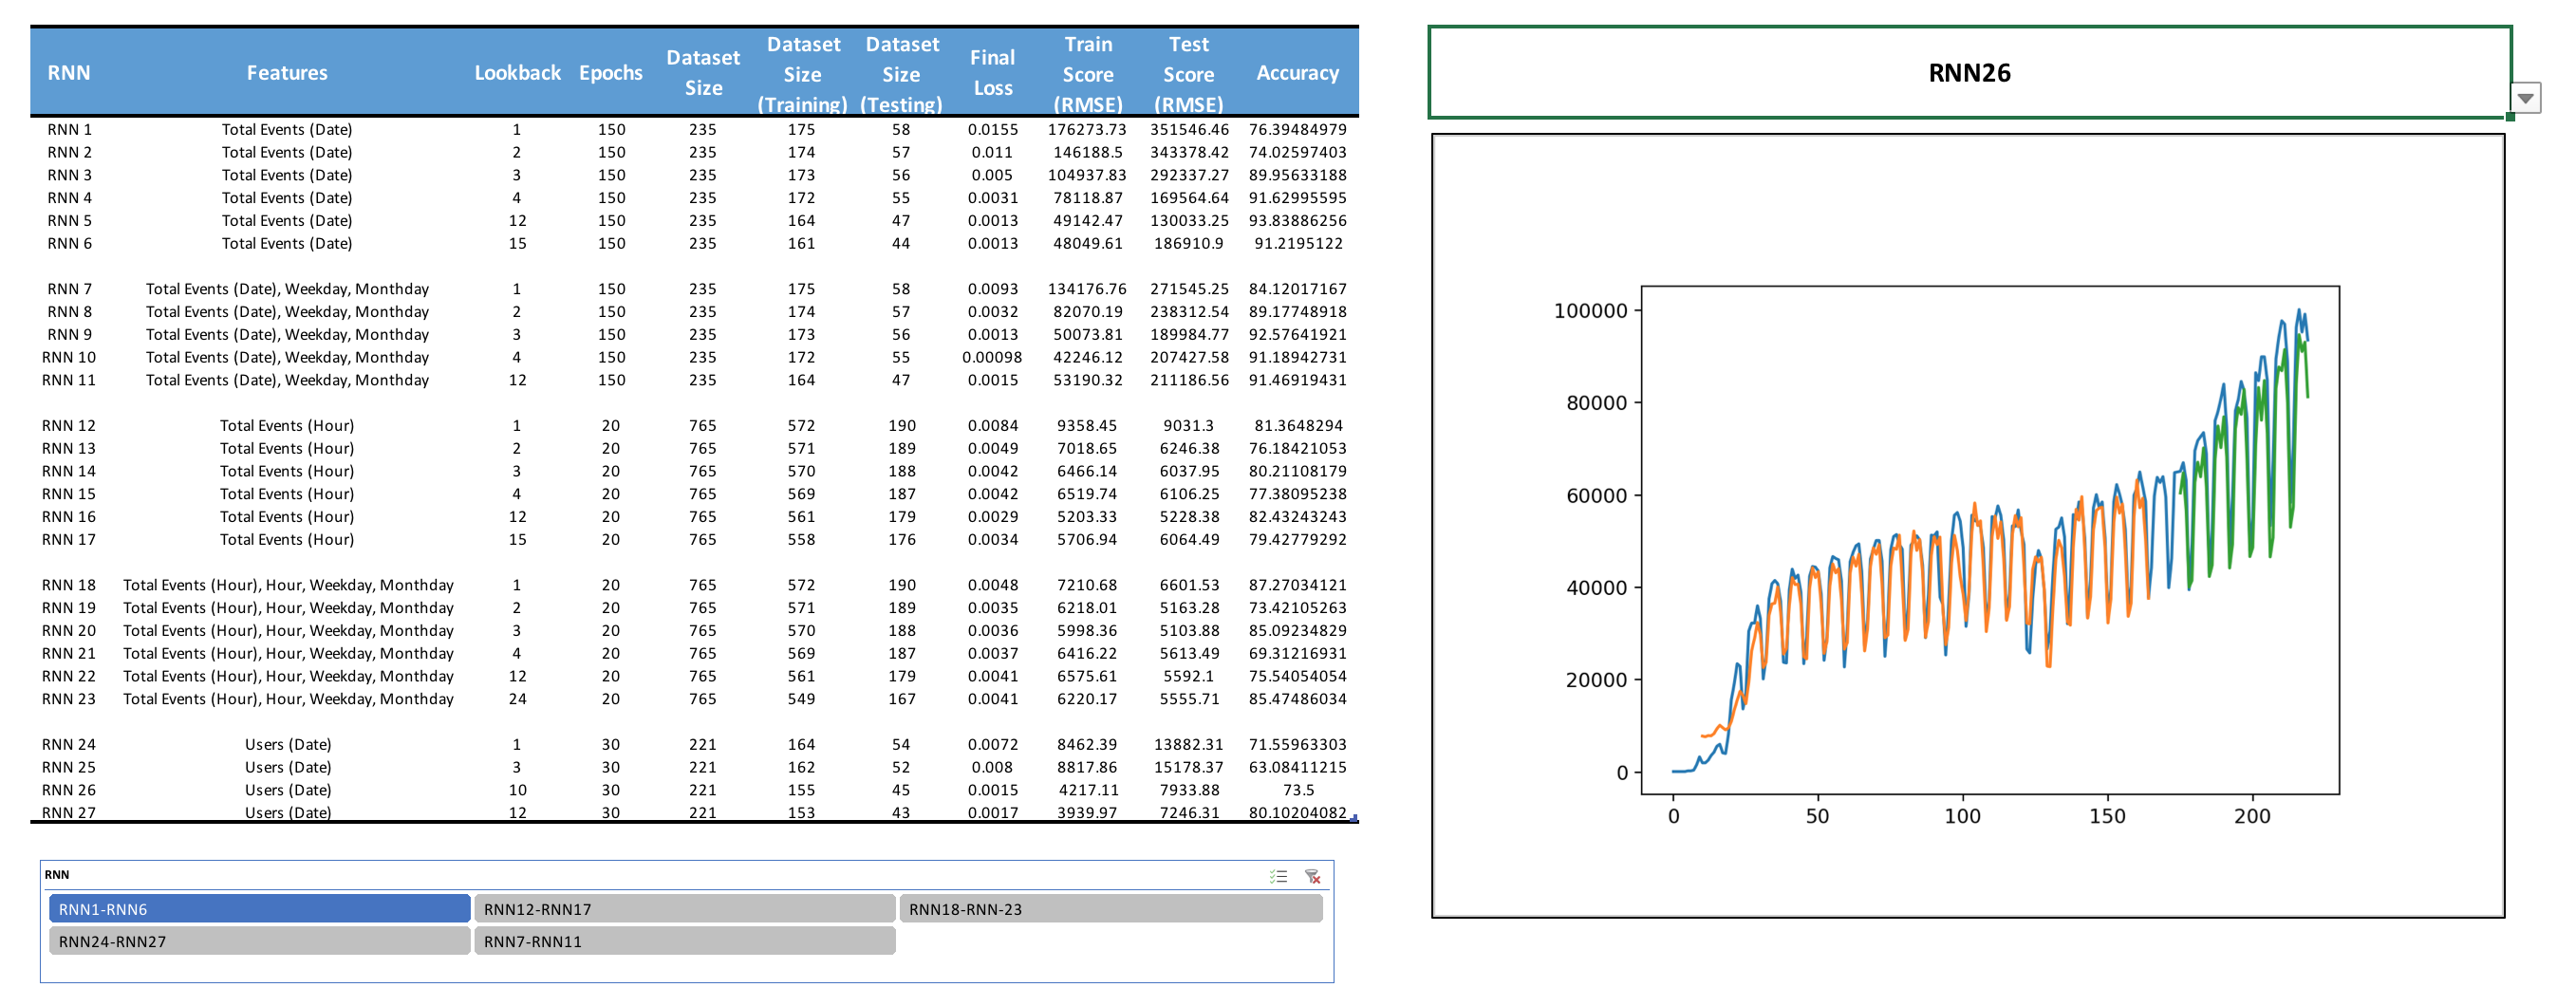 RNN Features Lookback Epochs Dataset Size Dataset Size (Training) Dataset Size (Testing) Final Loss Train Score (RMSE) Test Score (RMSE) Accuracy
RNN 1 Total Events (Date) 1 150 235 175 58 0.0155 176273.73 351546.46 76.39484979
RNN 2 Total Events (Date) 2 150 235 174 57 0.011 146188.5 343378.42 74.02597403
RNN 3 Total Events (Date) 3 150 235 173 56 0.005 104937.83 292337.27 89.95633188
RNN 4 Total Events (Date) 4 150 235 172 55 0.0031 78118.87 169564.64 91.62995595
RNN 5 Total Events (Date) 12 150 235 164 47 0.0013 49142.47 130033.25 93.83886256
RNN 6 Total Events (Date) 15 150 235 161 44 0.0013 48049.61 186910.9 91.2195122
RNN 7 Total Events (Date), Weekday, Monthday 1 150 235 175 58 0.0093 134176.76 271545.25 84.12017167
RNN 8 Total Events (Date), Weekday, Monthday 2 150 235 174 57 0.0032 82070.19 238312.54 89.17748918
RNN 9 Total Events (Date), Weekday, Monthday 3 150 235 173 56 0.0013 50073.81 189984.77 92.57641921
RNN 10 Total Events (Date), Weekday, Monthday 4 150 235 172 55 0.00098 42246.12 207427.58 91.18942731
RNN 11 Total Events (Date), Weekday, Monthday 12 150 235 164 47 0.0015 53190.32 211186.56 91.46919431
RNN 12 Total Events (Hour) 1 20 765 572 190 0.0084 9358.45 9031.3 81.3648294
RNN 13 Total Events (Hour) 2 20 765 571 189 0.0049 7018.65 6246.38 76.18421053
RNN 14 Total Events (Hour) 3 20 765 570 188 0.0042 6466.14 6037.95 80.21108179
RNN 15 Total Events (Hour) 4 20 765 569 187 0.0042 6519.74 6106.25 77.38095238
RNN 16 Total Events (Hour) 12 20 765 561 179 0.0029 5203.33 5228.38 82.43243243
RNN 17 Total Events (Hour) 15 20 765 558 176 0.0034 5706.94 6064.49 79.42779292
RNN 18 Total Events (Hour), Hour, Weekday, Monthday 1 20 765 572 190 0.0048 7210.68 6601.53 87.27034121
RNN 19 Total Events (Hour), Hour, Weekday, Monthday 2 20 765 571 189 0.0035 6218.01 5163.28 73.42105263
RNN 20 Total Events (Hour), Hour, Weekday, Monthday 3 20 765 570 188 0.0036 5998.36 5103.88 85.09234829
RNN 21 Total Events (Hour), Hour, Weekday, Monthday 4 20 765 569 187 0.0037 6416.22 5613.49 69.31216931
RNN 22 Total Events (Hour), Hour, Weekday, Monthday 12 20 765 561 179 0.0041 6575.61 5592.1 75.54054054
RNN 23 Total Events (Hour), Hour, Weekday, Monthday 24 20 765 549 167 0.0041 6220.17 5555.71 85.47486034
RNN 24 Users (Date) 1 30 221 164 54 0.0072 8462.39 13882.31 71.55963303
RNN 25 Users (Date) 3 30 221 162 52 0.008 8817.86 15178.37 63.08411215
RNN 26 Users (Date) 10 30 221 155 45 0.0015 4217.11 7933.88 73.5
RNN 27 Users (Date) 12 30 221 153 43 0.0017 3939.97 7246.31 80.10204082
RNN
RNN1-RNN6 RNN12-RNN17 RNN18-RNN-23
RNN24-RNN27 RNN7-RNN11
RNN26
100000
80000
60000
40000
20000
0
0 50 100 150 200